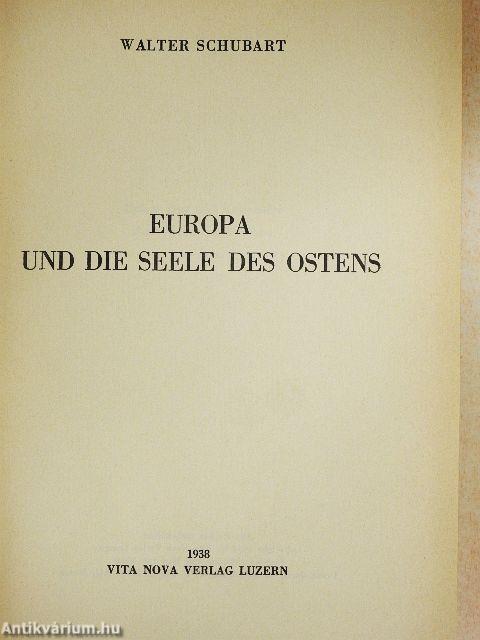 WALTER SCHUBART
EUROPA
UND DIE SEELE DES OSTENS
1938
VITA NOVA VERLAG LUZERN
Antikvárium.hu